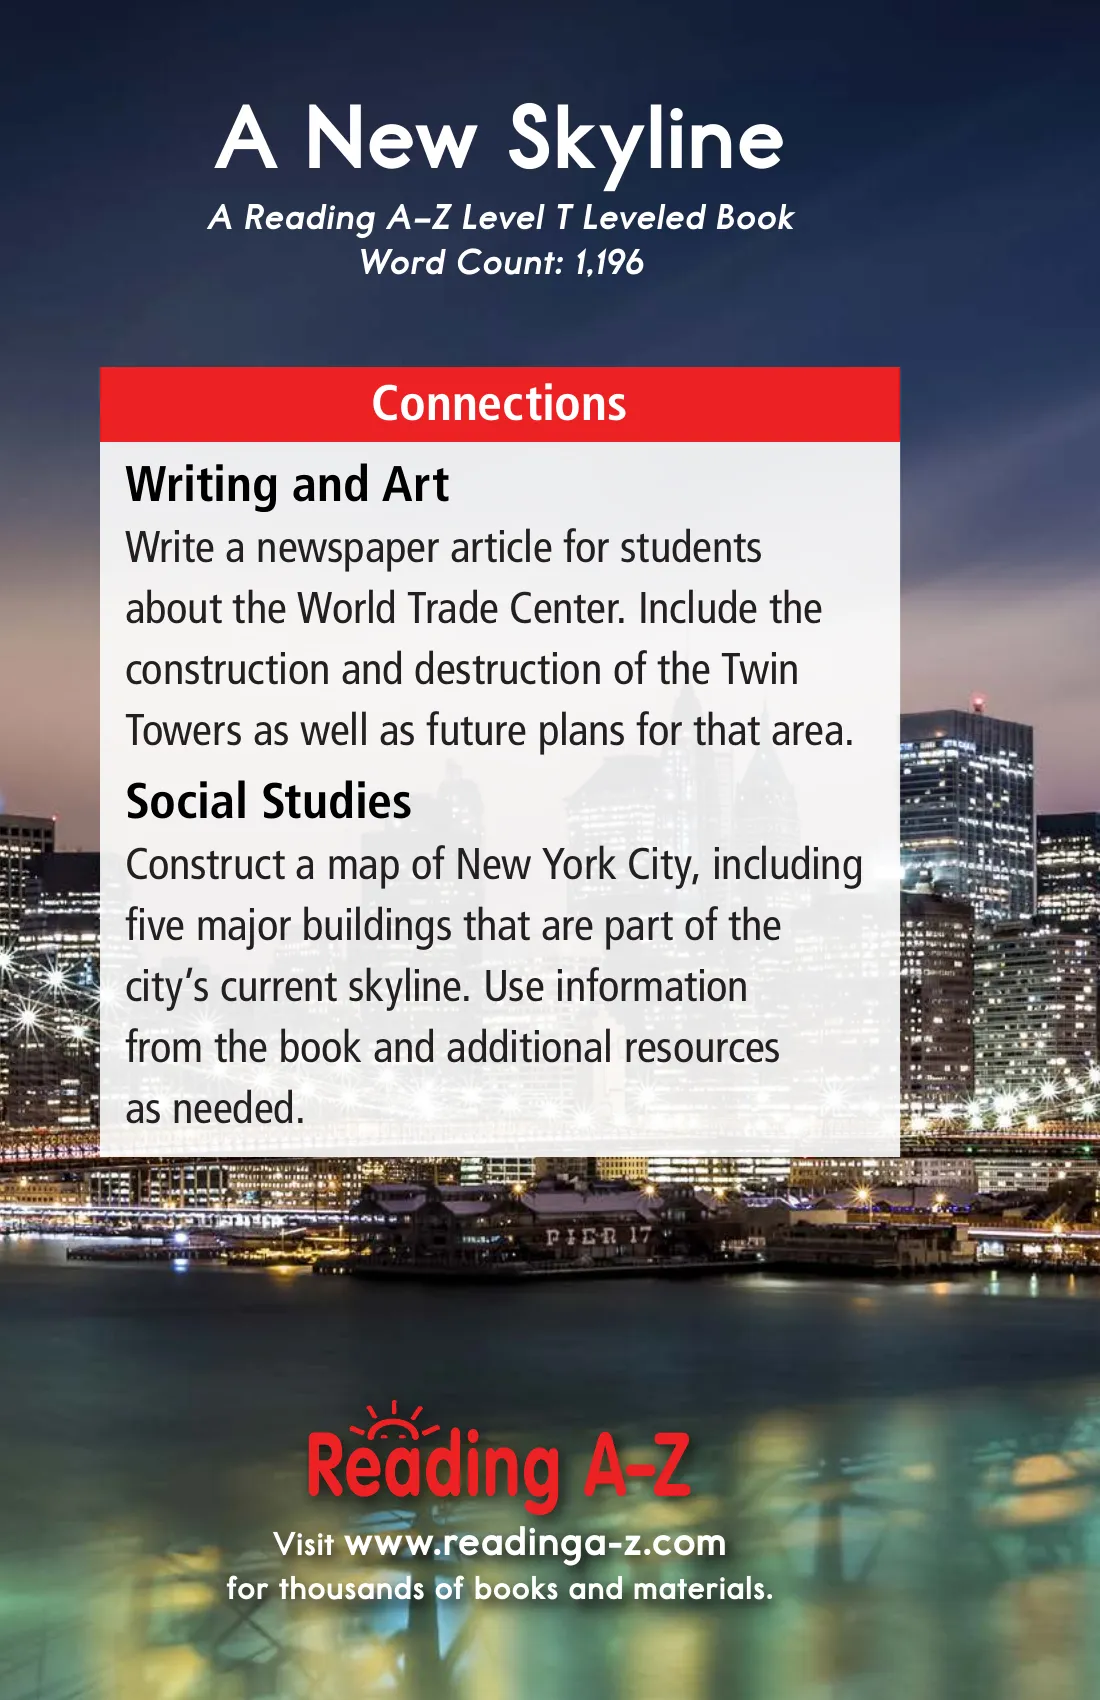 A New Skyline
A Reading A–Z Level T Leveled Book
Word Count: 1,196
Connections
Writing and Art
Write a newspaper article for students
about the World Trade Center. Include the
construction and destruction of the Twin
Towers as well as future plans for that area.
Social Studies
Construct a map of New York City, including
five major buildings that are part of the
city’s current skyline. Use information
from the book and additional resources
as needed.
PIER 17
Reading A–Z
Visit www.readinga-z.com
for thousands of books and materials.